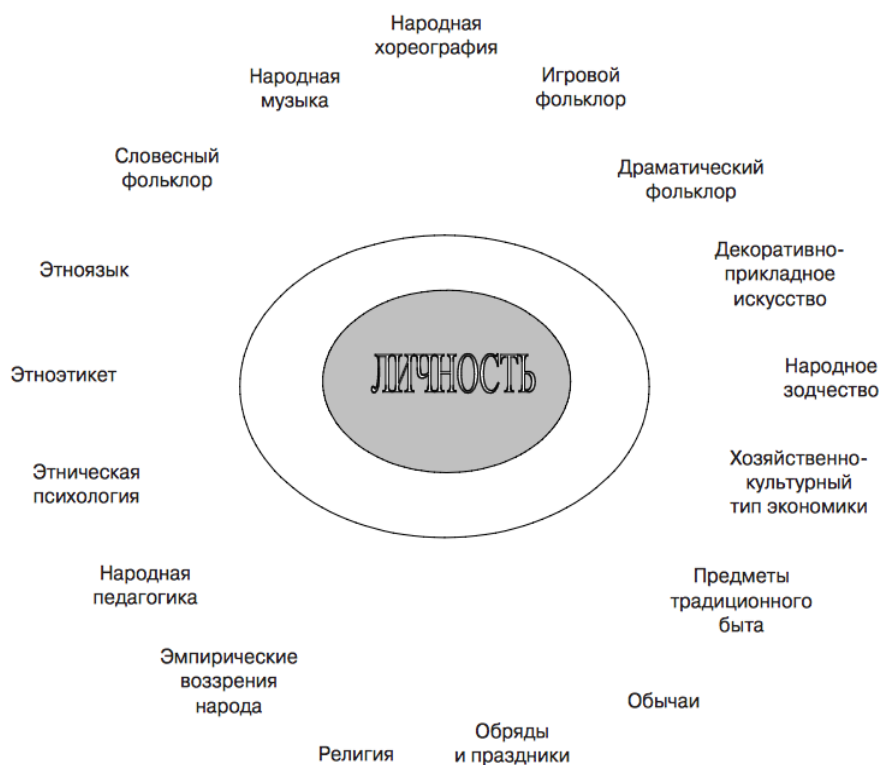 Народная
хореография
Народная
музыка
Игровой
фольклор
Словесный
фольклор
Драматический
фольклор
Этноязык
Декоративно-
прикладное
искусство
ЛИЧНОСТЬ
Этноэтикет
Народное
зодчество
Этническая
психология
Хозяйственно-
культурный
тип экономики
Народная
педагогика
Предметы
традиционного
быта
Эмпирические
воззрения
народа
Обычаи
Религия
Обряды
и праздники